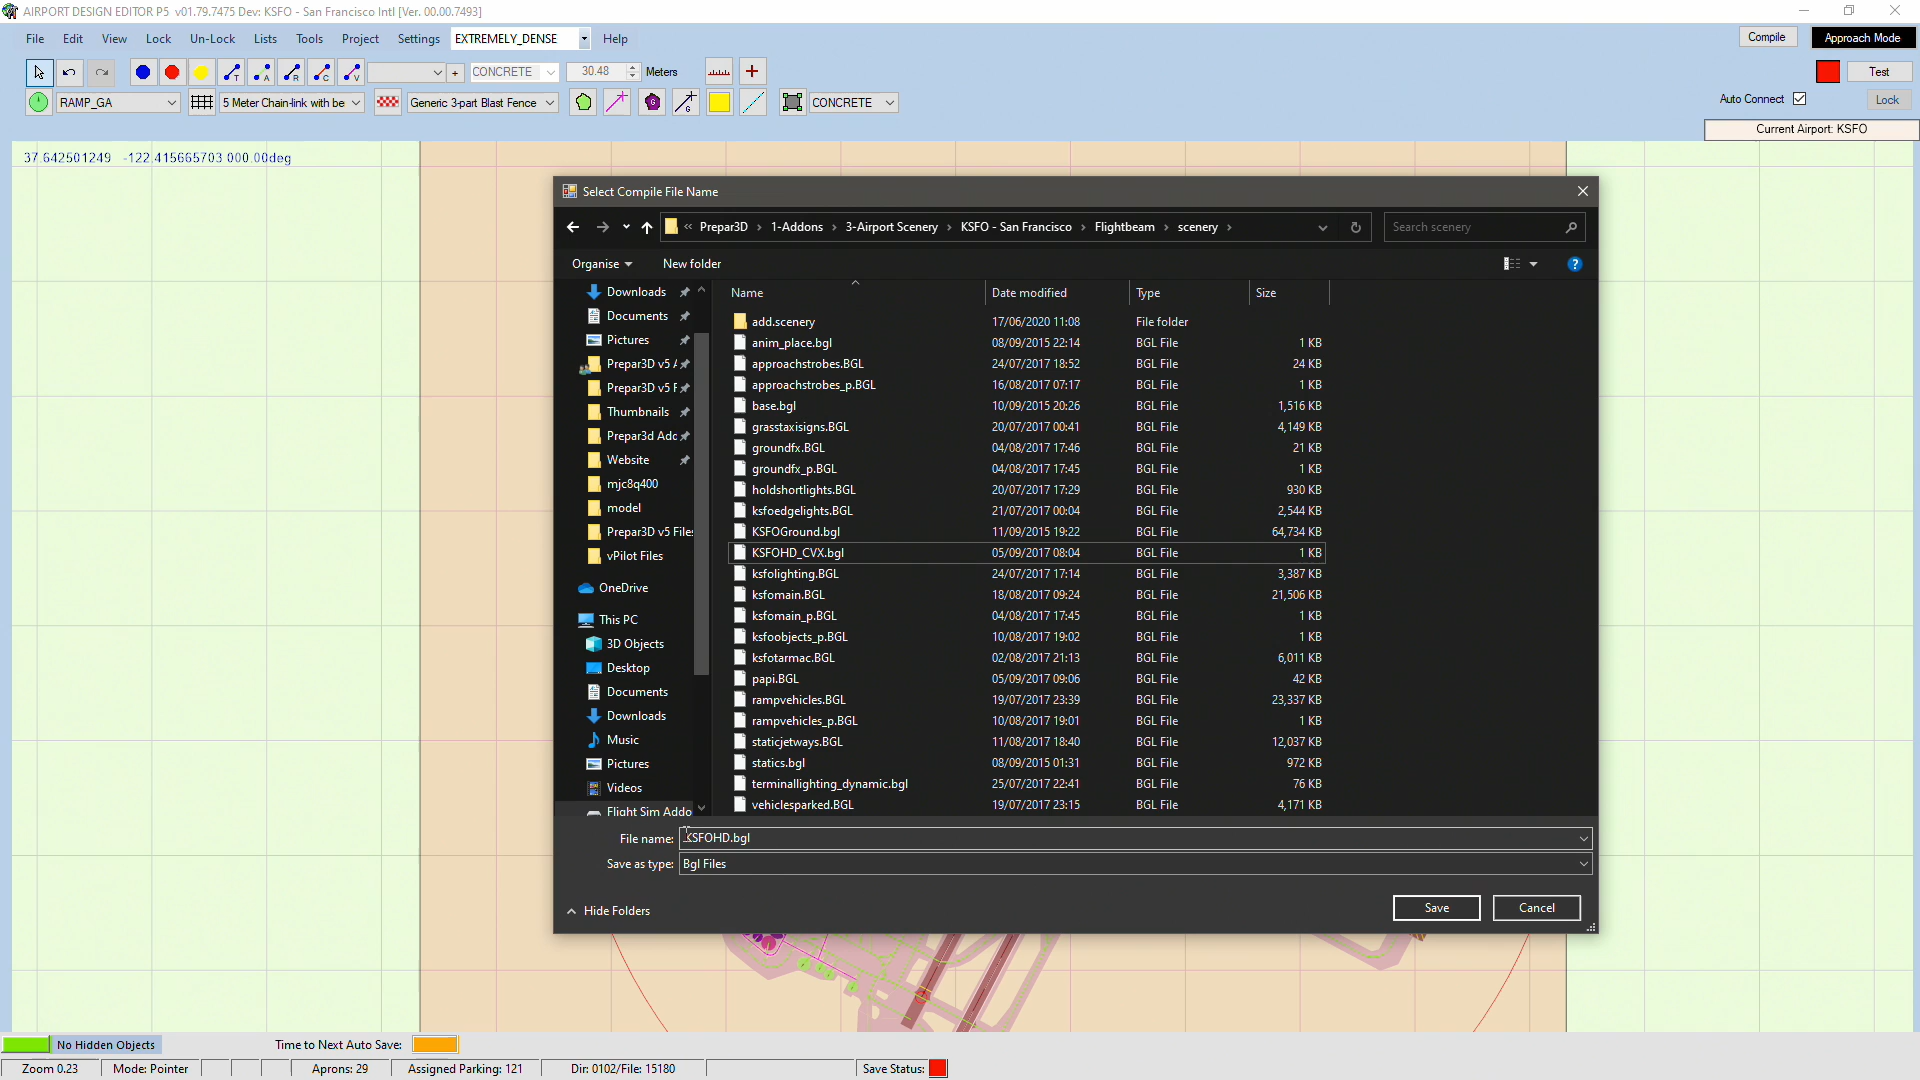 AIRPORT DESIGN EDITOR P5 v01.79.7475 Dev: KSFO - San Francisco Intl [Ver. 00.00.7493]
File Edit View Lock Un-Lock Lists Tools Project Settings EXTREMELY_DENSE Help
Compile Approach Mode
T A R C V + CONCRETE 30.48 Meters
Test
RAMP_GA 5 Meter Chain-link with be Generic 3-part Blast Fence G G CONCRETE
Auto Connect Lock
Current Airport: KSFO
37.642501249 -122.415665703 000.00deg
Select Compile File Name
« Prepar3D › 1-Addons › 3-Airport Scenery › KSFO - San Francisco › Flightbeam › scenery ›
Search scenery
Organise New folder
?
Name Date modified Type Size
Downloads
Documents
Pictures
Prepar3D v5 A
Prepar3D v5 F
Thumbnails
Prepar3d Adc
Website
mjc8q400
model
Prepar3D v5 Files
vPilot Files
OneDrive
This PC
3D Objects
Desktop
Documents
Downloads
Music
Pictures
Videos
Flight Sim Addo
add.scenery 17/06/2020 11:08 File folder
anim_place.bgl 08/09/2015 22:14 BGL File 1 KB
approachstrobes.BGL 24/07/2017 18:52 BGL File 24 KB
approachstrobes_p.BGL 16/08/2017 07:17 BGL File 1 KB
base.bgl 10/09/2015 20:26 BGL File 1,516 KB
grasstaxisigns.BGL 20/07/2017 00:41 BGL File 4,149 KB
groundfx.BGL 04/08/2017 17:46 BGL File 21 KB
groundfx_p.BGL 04/08/2017 17:45 BGL File 1 KB
holdshortlights.BGL 20/07/2017 17:29 BGL File 930 KB
ksfoedgelights.BGL 21/07/2017 00:04 BGL File 2,544 KB
KSFOGround.bgl 11/09/2015 19:22 BGL File 64,734 KB
KSFOHD_CVX.bgl 05/09/2017 08:04 BGL File 1 KB
ksfolighting.BGL 24/07/2017 17:14 BGL File 3,387 KB
ksfomain.BGL 18/08/2017 09:24 BGL File 21,506 KB
ksfomain_p.BGL 04/08/2017 17:45 BGL File 1 KB
ksfoobjects_p.BGL 10/08/2017 19:02 BGL File 1 KB
ksfotarmac.BGL 02/08/2017 21:13 BGL File 6,011 KB
papi.BGL 05/09/2017 09:06 BGL File 42 KB
rampvehicles.BGL 19/07/2017 23:39 BGL File 23,337 KB
rampvehicles_p.BGL 10/08/2017 19:01 BGL File 1 KB
staticjetways.BGL 11/08/2017 18:40 BGL File 12,037 KB
statics.bgl 08/09/2015 01:31 BGL File 972 KB
terminallighting_dynamic.bgl 25/07/2017 22:41 BGL File 76 KB
vehiclesparked.BGL 19/07/2017 23:15 BGL File 4,171 KB
File name: KSFOHD.bgl
Save as type: Bgl Files
Hide Folders Save Cancel
No Hidden Objects Time to Next Auto Save:
Zoom 0.23 Mode: Pointer Aprons: 29 Assigned Parking: 121 Dir: 0102/File: 15180 Save Status: